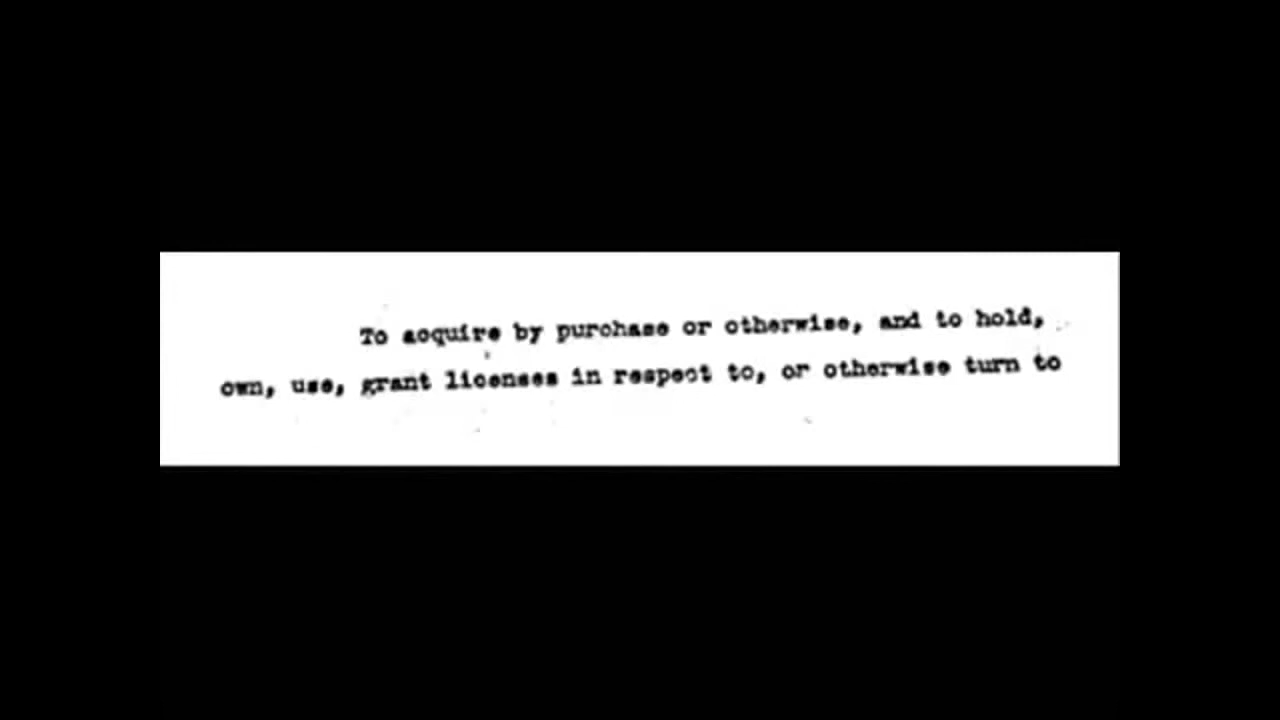 To acquire by purchase or otherwise, and to hold,
own, use, grant licenses in respect to, or otherwise turn to